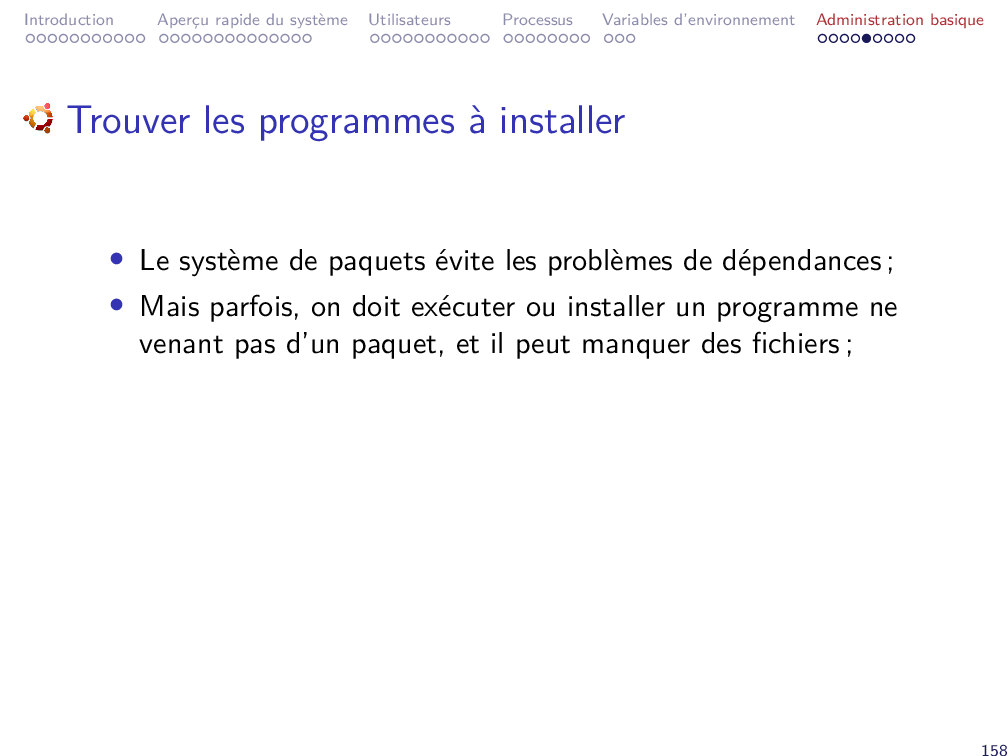 Introduction Aperçu rapide du système Utilisateurs Processus Variables d'environnement Administration basique
Trouver les programmes à installer
• Le système de paquets évite les problèmes de dépendances ;
• Mais parfois, on doit exécuter ou installer un programme ne
venant pas d'un paquet, et il peut manquer des fichiers ;
158